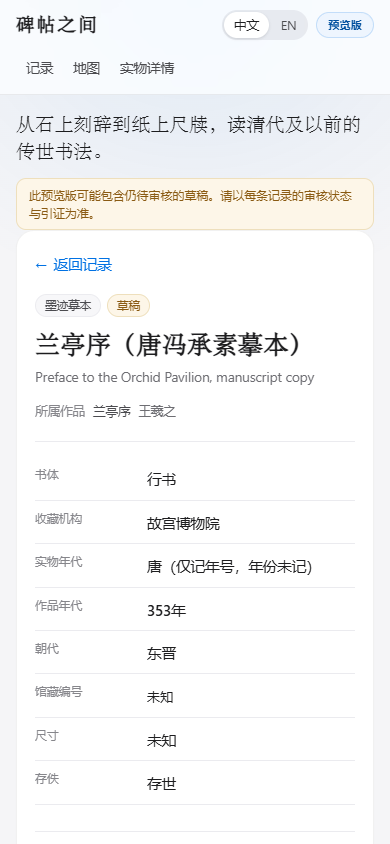 碑帖之间
中文 EN 预览版
记录 地图 实物详情
从石上刻辞到纸上尺牍，读清代及以前的
传世书法。
此预览版可能包含仍待审核的草稿。请以每条记录的审核状态
与引证为准。
← 返回记录
墨迹摹本 草稿
兰亭序（唐冯承素摹本）
Preface to the Orchid Pavilion, manuscript copy
所属作品 兰亭序 王羲之
书体 行书
收藏机构 故宫博物院
实物年代 唐（仅记年号，年份未记）
作品年代 353年
朝代 东晋
馆藏编号 未知
尺寸 未知
存佚 存世